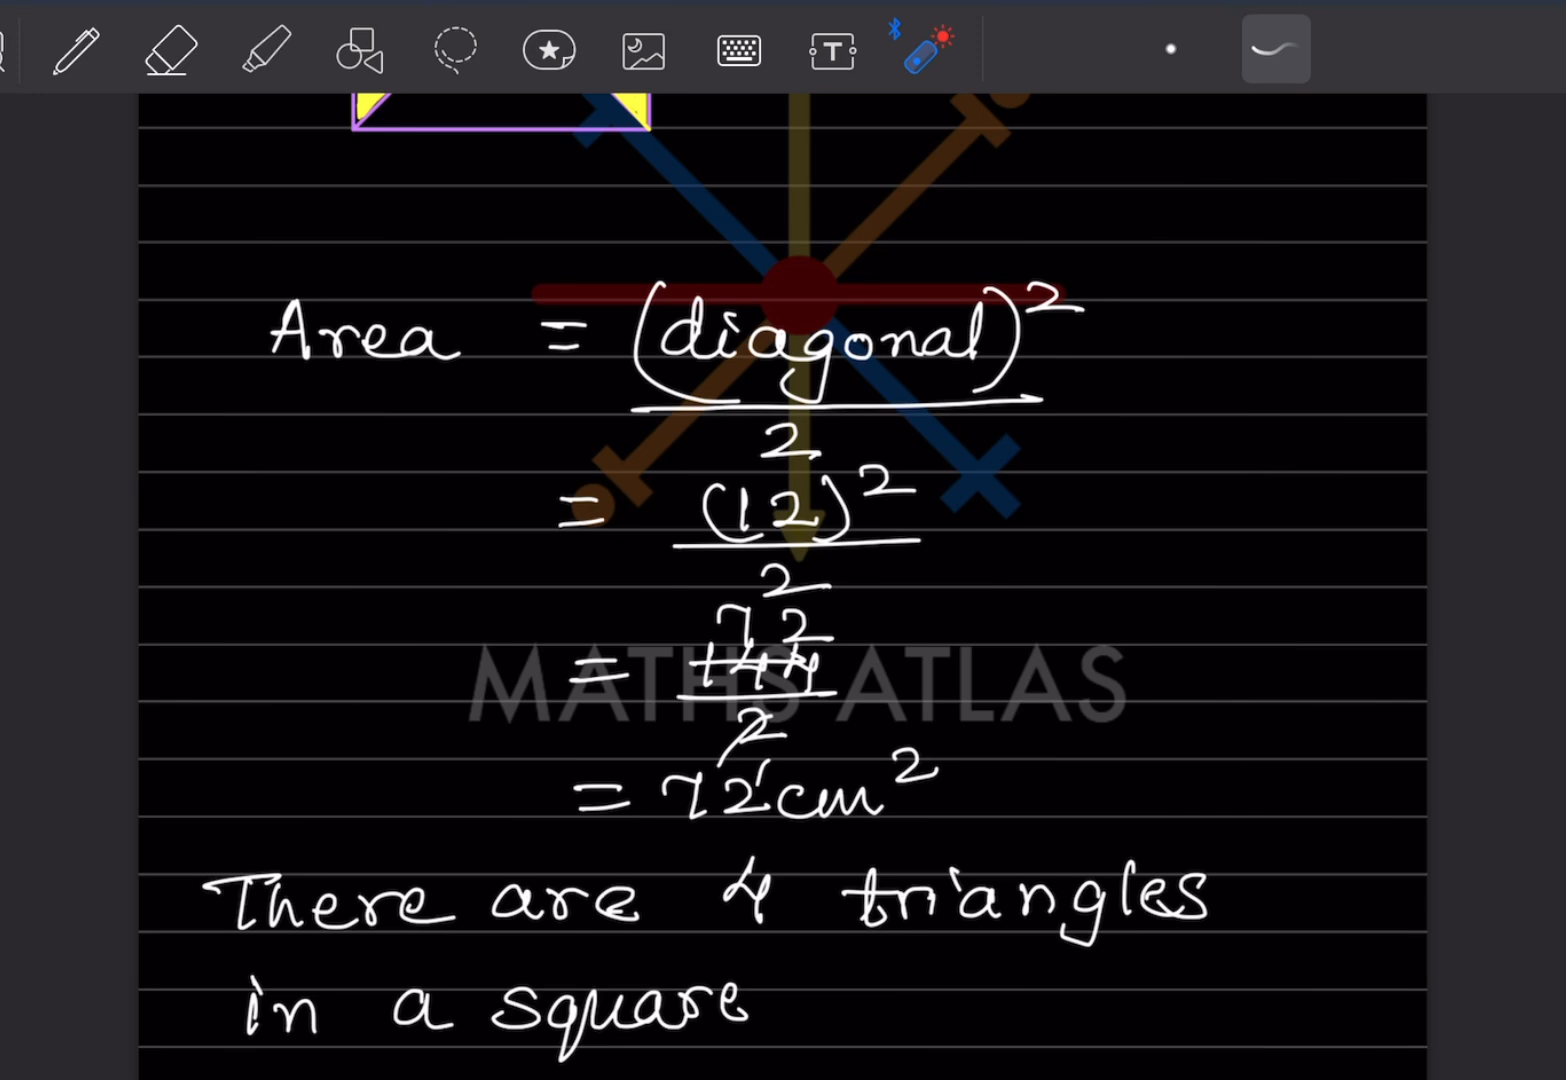 Area = (diagonal)²
2
= (12)²
2
72
= 144
2
1
= 72 cm²
MATHS ATLAS
There are 4 triangles
in a square